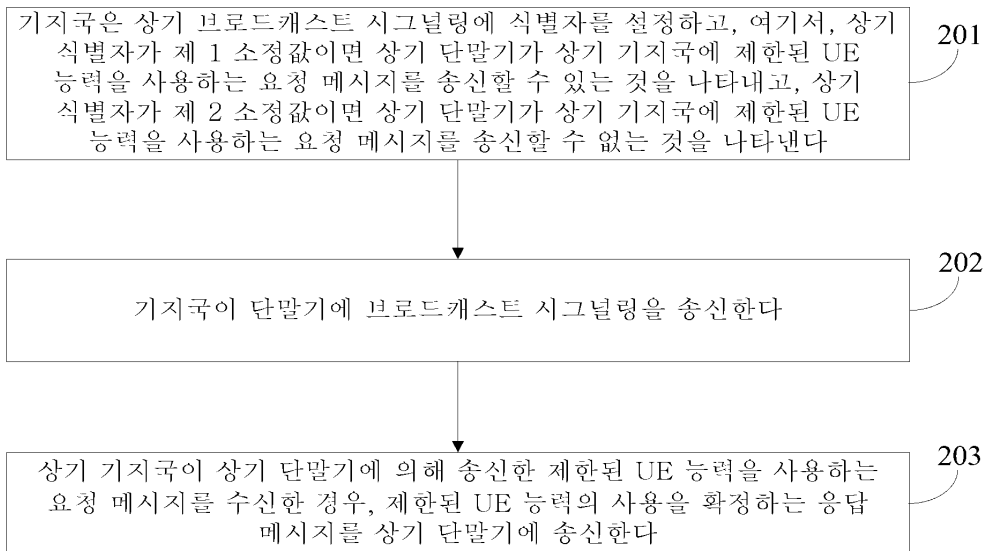 기지국은 상기 브로드캐스트 시그널링에 식별자를 설정하고, 여기서, 상기
식별자가 제 1 소정값이면 상기 단말기가 상기 기지국에 제한된 UE
능력을 사용하는 요청 메시지를 송신할 수 있는 것을 나타내고, 상기
식별자가 제 2 소정값이면 상기 단말기가 상기 기지국에 제한된 UE
능력을 사용하는 요청 메시지를 송신할 수 없는 것을 나타낸다
201
기지국이 단말기에 브로드캐스트 시그널링을 송신한다
202
상기 기지국이 상기 단말기에 의해 송신한 제한된 UE 능력을 사용하는
요청 메시지를 수신한 경우, 제한된 UE 능력의 사용을 확정하는 응답
메시지를 상기 단말기에 송신한다
203